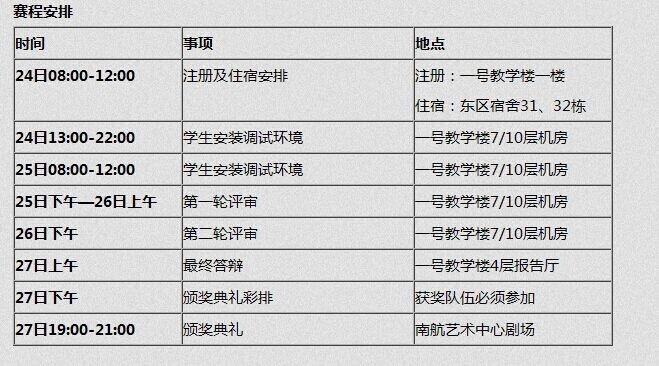 赛程安排
时间 事项 地点
24日08:00-12:00 注册及住宿安排 注册：一号教学楼一楼
住宿：东区宿舍31、32栋
24日13:00-22:00 学生安装调试环境 一号教学楼7/10层机房
25日08:00-12:00 学生安装调试环境 一号教学楼7/10层机房
25日下午—26日上午 第一轮评审 一号教学楼7/10层机房
26日下午 第二轮评审 一号教学楼7/10层机房
27日上午 最终答辩 一号教学楼4层报告厅
27日下午 颁奖典礼彩排 获奖队伍必须参加
27日19:00-21:00 颁奖典礼 南航艺术中心剧场